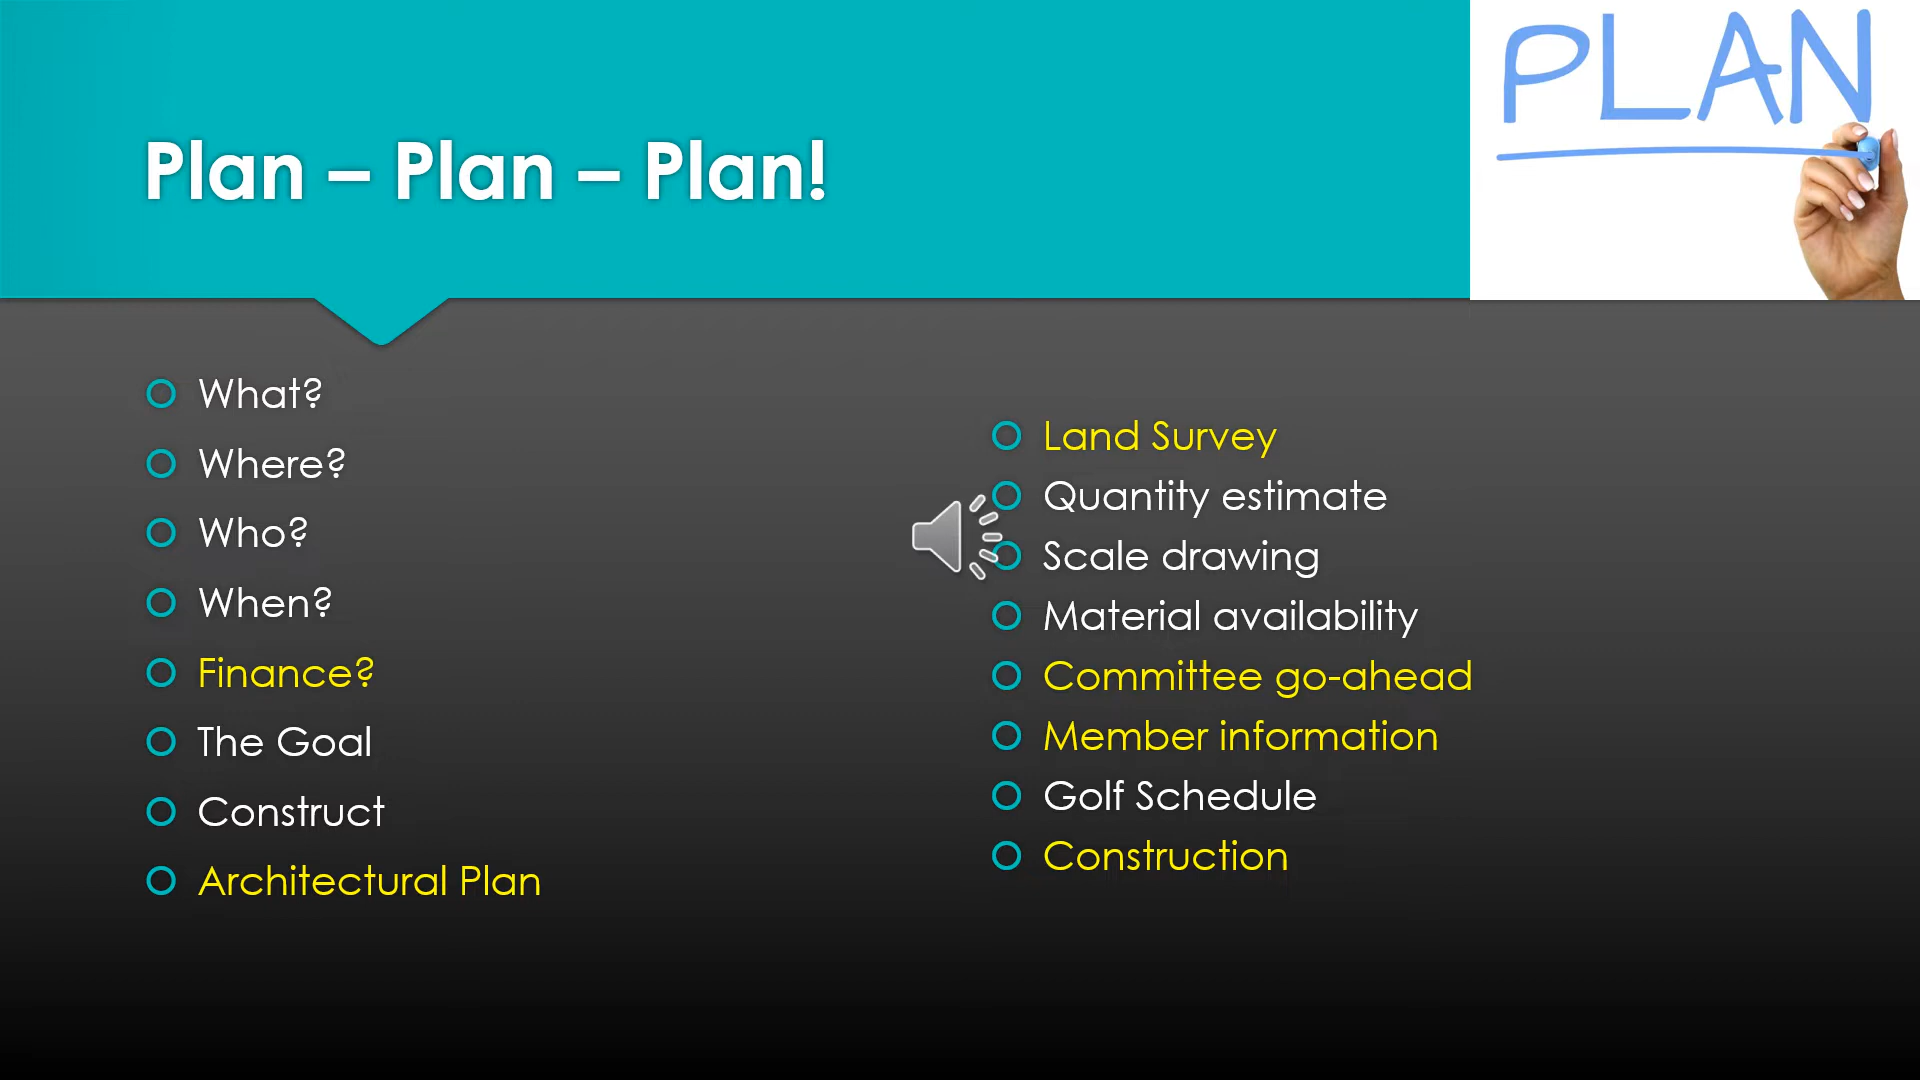 PLAN
Plan – Plan – Plan!
What?
Where?
Who?
When?
Finance?
The Goal
Construct
Architectural Plan
Land Survey
Quantity estimate
Scale drawing
Material availability
Committee go-ahead
Member information
Golf Schedule
Construction